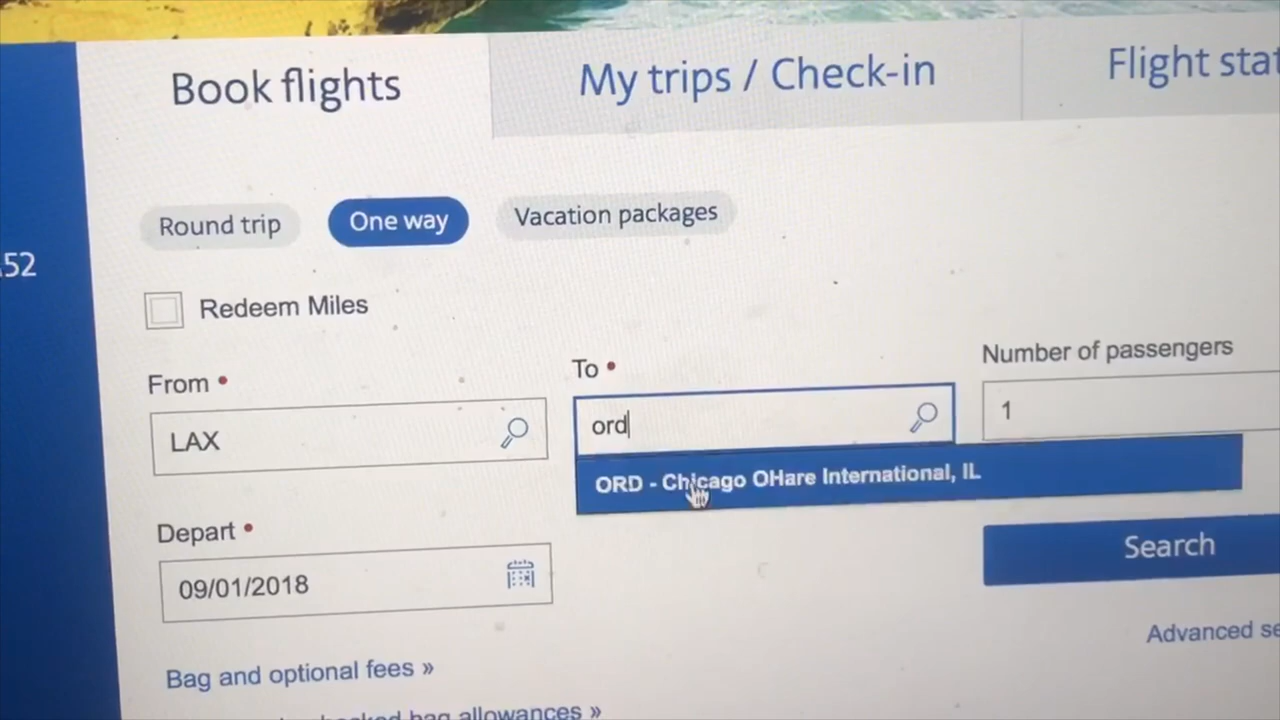 Book flights
My trips / Check-in
Flight stat
Round trip
One way
Vacation packages
52
Redeem Miles
From •
To •
Number of passengers
LAX
ord
1
ORD - Chicago OHare International, IL
Depart •
Search
09/01/2018
Advanced se
Bag and optional fees »
bag allowances »